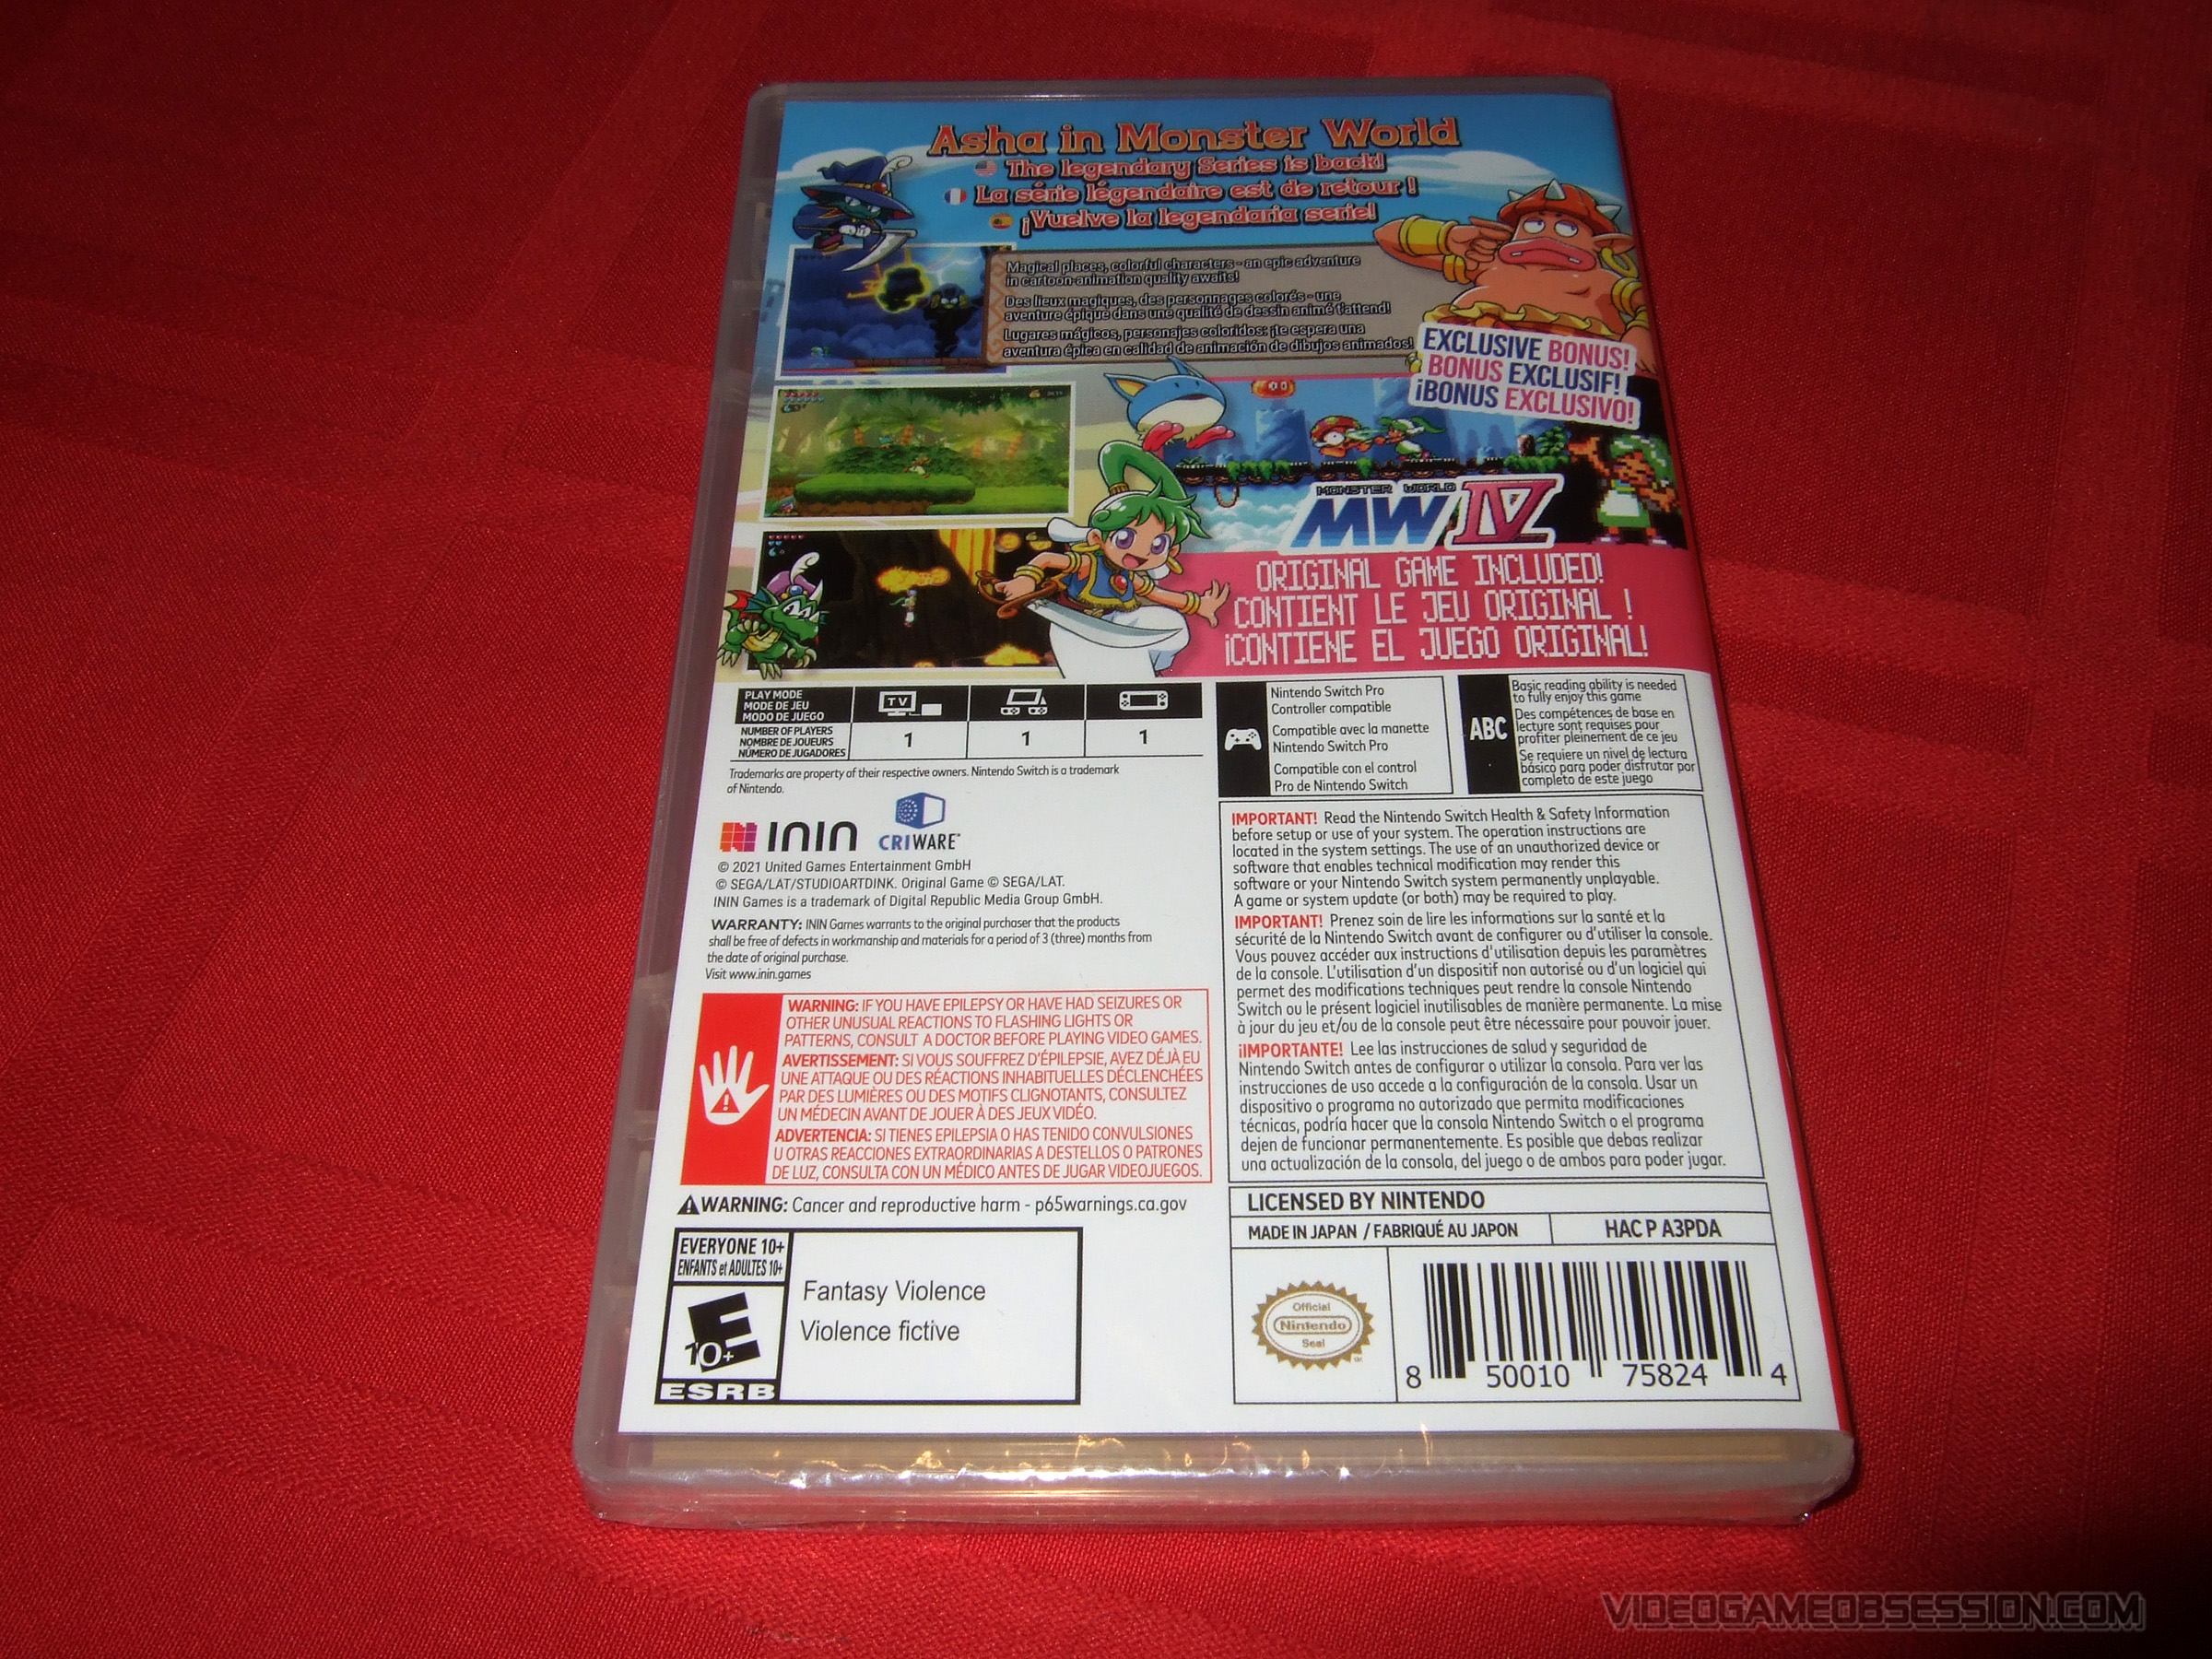 Asha in Monster World
The legendary Series is back!
La série légendaire est de retour !
¡Vuelve la legendaria serie!
Magical places, colorful characters - an epic adventure
in cartoon animation quality awaits!
Des lieux magiques, des personnages colorés - une
aventure épique dans une qualité de dessin animé t'attend!
Lugares mágicos, personajes coloridos: ¡te espera una
aventura épica en calidad de animación de dibujos animados!
EXCLUSIVE BONUS!
BONUS EXCLUSIF!
¡BONUS EXCLUSIVO!
MONSTER WORLD
MW IV
ORIGINAL GAME INCLUDED!
CONTIENT LE JEU ORIGINAL !
¡CONTIENE EL JUEGO ORIGINAL!
PLAY MODE
MODE DE JEU
MODO DE JUEGO
TV
NUMBER OF PLAYERS
NOMBRE DE JOUEURS
NÚMERO DE JUGADORES
1 1 1
Nintendo Switch Pro
Controller compatible
Compatible avec la manette
Nintendo Switch Pro
Compatible con el control
Pro de Nintendo Switch
ABC
Basic reading ability is needed
to fully enjoy this game
Des compétences de base en
lecture sont requises pour
profiter pleinement de ce jeu
Se requiere un nivel de lectura
básico para poder disfrutar por
completo de este juego
Trademarks are property of their respective owners. Nintendo Switch is a trademark
of Nintendo.
ININ
CRIWARE™
© 2021 United Games Entertainment GmbH
© SEGA/LAT/STUDIOARTDINK. Original Game © SEGA/LAT.
ININ Games is a trademark of Digital Republic Media Group GmbH.
WARRANTY: ININ Games warrants to the original purchaser that the products
shall be free of defects in workmanship and materials for a period of 3 (three) months from
the date of original purchase.
Visit www.inin.games
WARNING: IF YOU HAVE EPILEPSY OR HAVE HAD SEIZURES OR
OTHER UNUSUAL REACTIONS TO FLASHING LIGHTS OR
PATTERNS, CONSULT A DOCTOR BEFORE PLAYING VIDEO GAMES.
AVERTISSEMENT: SI VOUS SOUFFREZ D'ÉPILEPSIE, AVEZ DÉJÀ EU
UNE ATTAQUE OU DES RÉACTIONS INHABITUELLES DÉCLENCHÉES
PAR DES LUMIÈRES OU DES MOTIFS CLIGNOTANTS, CONSULTEZ
UN MÉDECIN AVANT DE JOUER À DES JEUX VIDÉO.
ADVERTENCIA: SI TIENES EPILEPSIA O HAS TENIDO CONVULSIONES
U OTRAS REACCIONES EXTRAORDINARIAS A DESTELLOS O PATRONES
DE LUZ, CONSULTA CON UN MÉDICO ANTES DE JUGAR VIDEOJUEGOS.
WARNING: Cancer and reproductive harm - p65warnings.ca.gov
EVERYONE 10+
ENFANTS et ADULTES 10+
E
10+
ESRB
Fantasy Violence
Violence fictive
IMPORTANT! Read the Nintendo Switch Health & Safety Information
before setup or use of your system. The operation instructions are
located in the system settings. The use of an unauthorized device or
software that enables technical modification may render this
software or your Nintendo Switch system permanently unplayable.
A game or system update (or both) may be required to play.
IMPORTANT! Prenez soin de lire les informations sur la santé et la
sécurité de la Nintendo Switch avant de configurer ou d'utiliser la console.
Vous pouvez accéder aux instructions d'utilisation depuis les paramètres
de la console. L'utilisation d'un dispositif non autorisé ou d'un logiciel qui
permet des modifications techniques peut rendre la console Nintendo
Switch ou le présent logiciel inutilisables de manière permanente. La mise
à jour du jeu et/ou de la console peut être nécessaire pour pouvoir jouer.
¡IMPORTANTE! Lee las instrucciones de salud y seguridad de
Nintendo Switch antes de configurar o utilizar la consola. Para ver las
instrucciones de uso accede a la configuración de la consola. Usar un
dispositivo o programa no autorizado que permita modificaciones
técnicas, podría hacer que la consola Nintendo Switch o el programa
dejen de funcionar permanentemente. Es posible que debas realizar
una actualización de la consola, del juego o de ambos para poder jugar.
LICENSED BY NINTENDO
MADE IN JAPAN / FABRIQUÉ AU JAPON
HAC P A3PDA
Official
Nintendo
Seal
8 50010 75824 4
VIDEOGAMEOBSESSION.COM